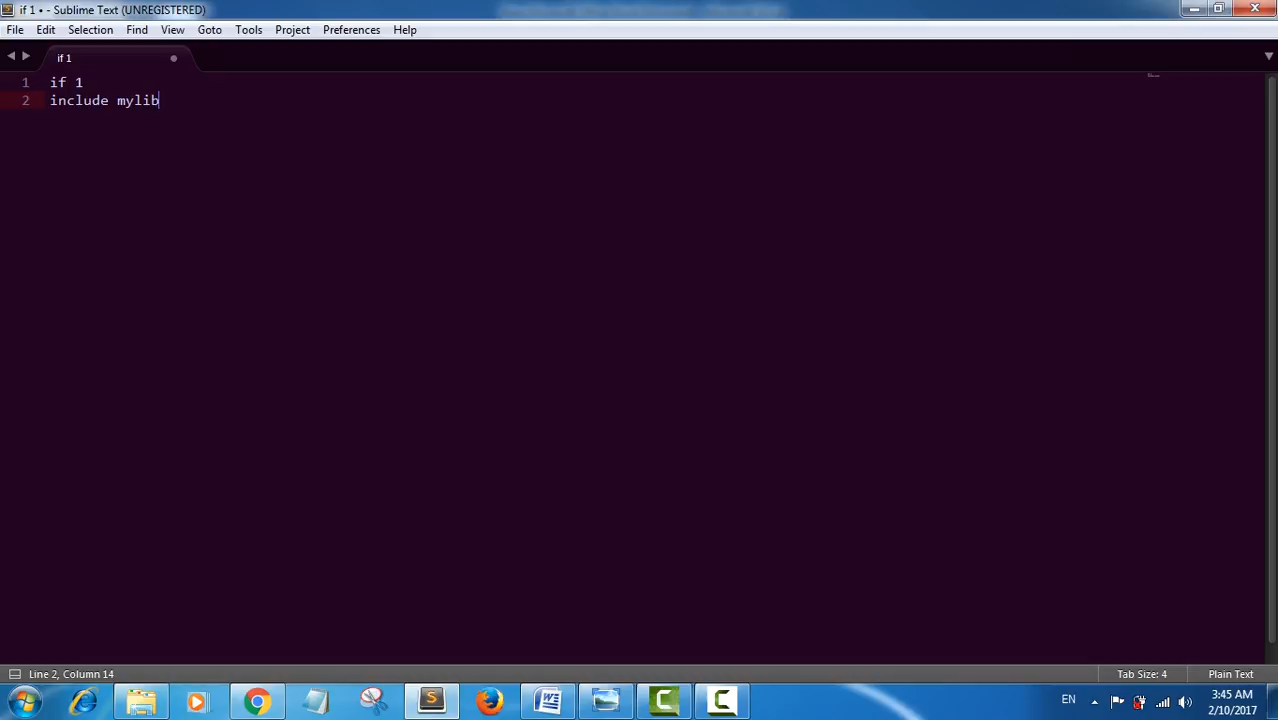 if 1 • - Sublime Text (UNREGISTERED)
File Edit Selection Find View Goto Tools Project Preferences Help
if 1
1 if 1
2 include mylib
Line 2, Column 14 Tab Size: 4 Plain Text
EN 3:45 AM
2/10/2017